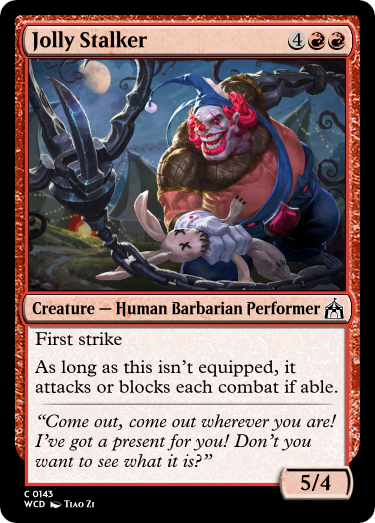 Jolly Stalker 4
Creature — Human Barbarian Performer
First strike
As long as this isn't equipped, it
attacks or blocks each combat if able.
“Come out, come out wherever you are!
I've got a present for you! Don't you
want to see what it is?”
5/4
C 0143
WCD Tiao Zi